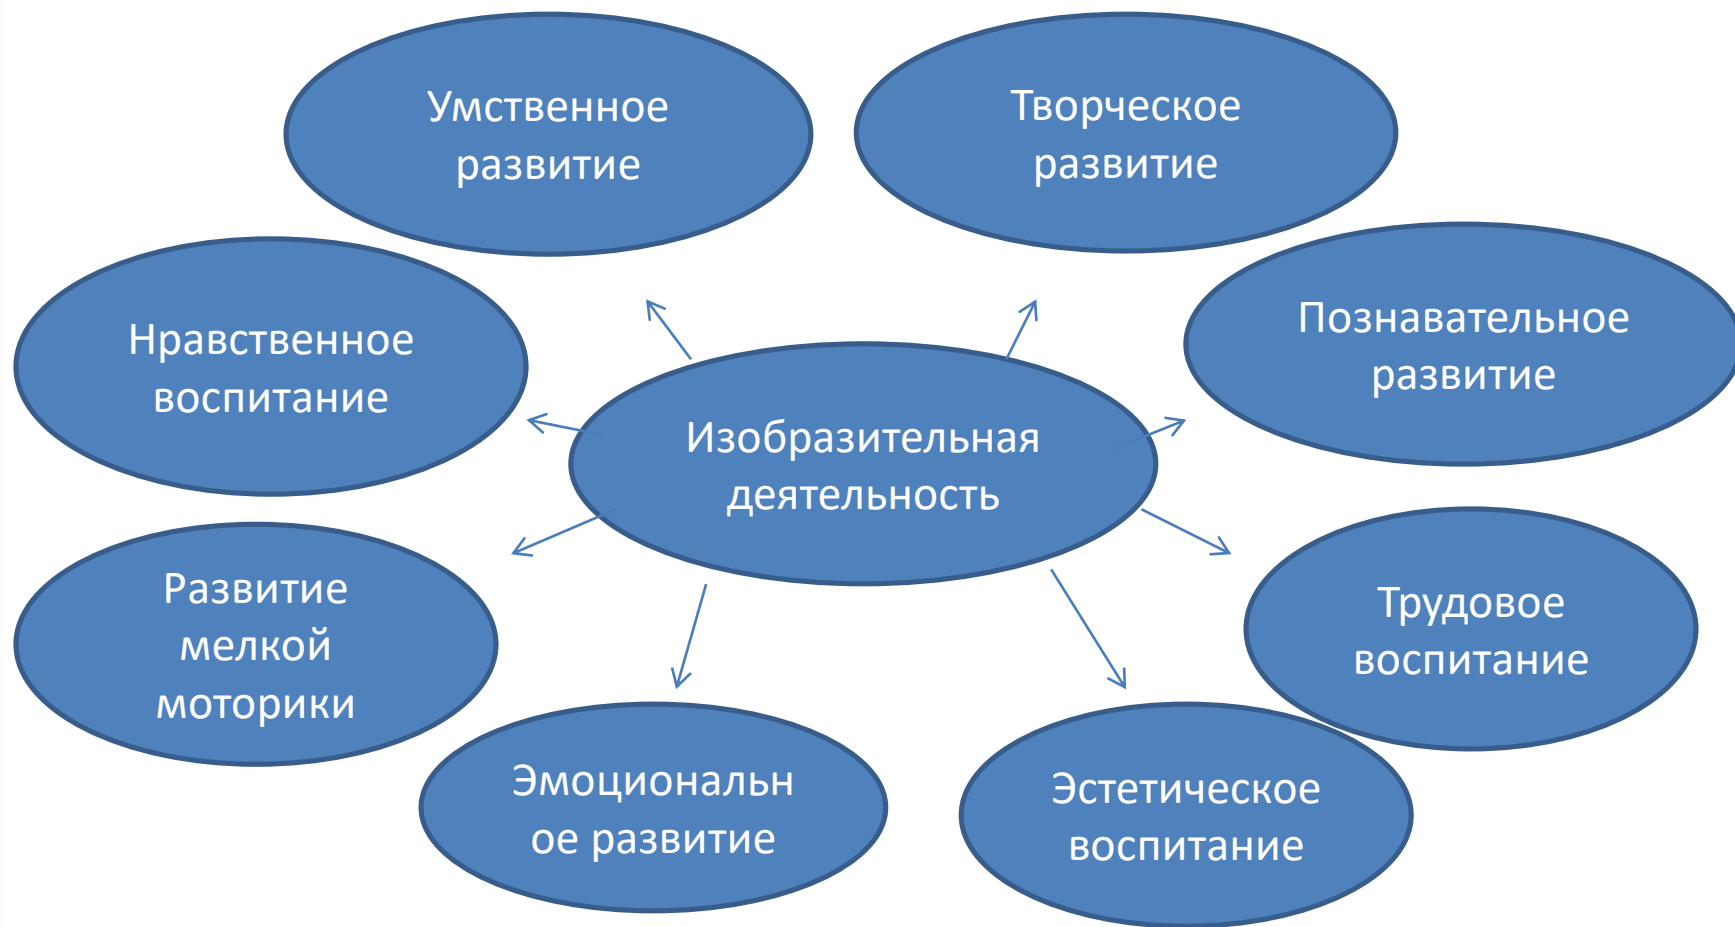 Умственное
развитие
Творческое
развитие
Нравственное
воспитание
Познавательное
развитие
Изобразительная
деятельность
Развитие
мелкой
моторики
Трудовое
воспитание
Эмоциональн
ое развитие
Эстетическое
воспитание